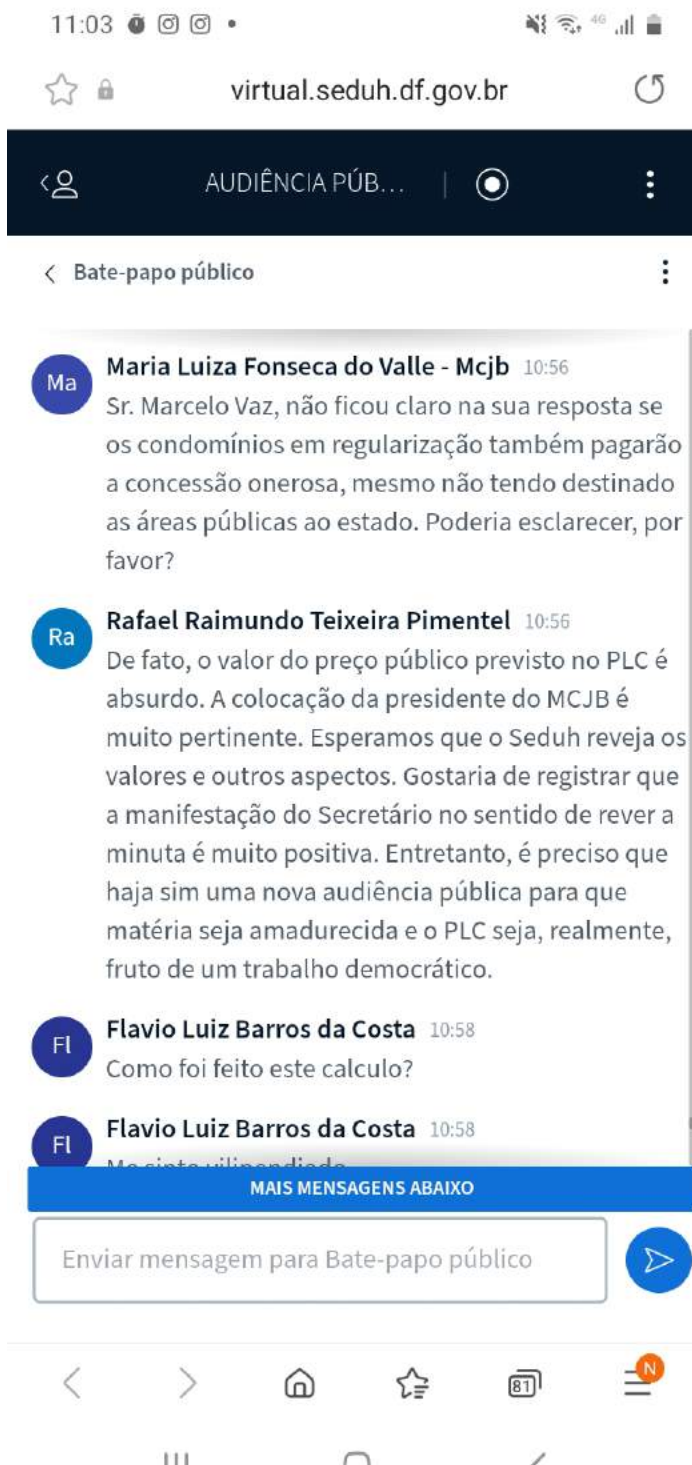 11:03
4G
virtual.seduh.df.gov.br
AUDIÊNCIA PÚB... |
Bate-papo público
Ma
Maria Luiza Fonseca do Valle - Mcjb 10:56
Sr. Marcelo Vaz, não ficou claro na sua resposta se
os condomínios em regularização também pagarão
a concessão onerosa, mesmo não tendo destinado
as áreas públicas ao estado. Poderia esclarecer, por
favor?
Ra
Rafael Raimundo Teixeira Pimentel 10:56
De fato, o valor do preço público previsto no PLC é
absurdo. A colocação da presidente do MCJB é
muito pertinente. Esperamos que o Seduh reveja os
valores e outros aspectos. Gostaria de registrar que
a manifestação do Secretário no sentido de rever a
minuta é muito positiva. Entretanto, é preciso que
haja sim uma nova audiência pública para que
matéria seja amadurecida e o PLC seja, realmente,
fruto de um trabalho democrático.
Fl
Flavio Luiz Barros da Costa 10:58
Como foi feito este calculo?
Fl
Flavio Luiz Barros da Costa 10:58
Me sinto vilipendiado
MAIS MENSAGENS ABAIXO
Enviar mensagem para Bate-papo público
81
N